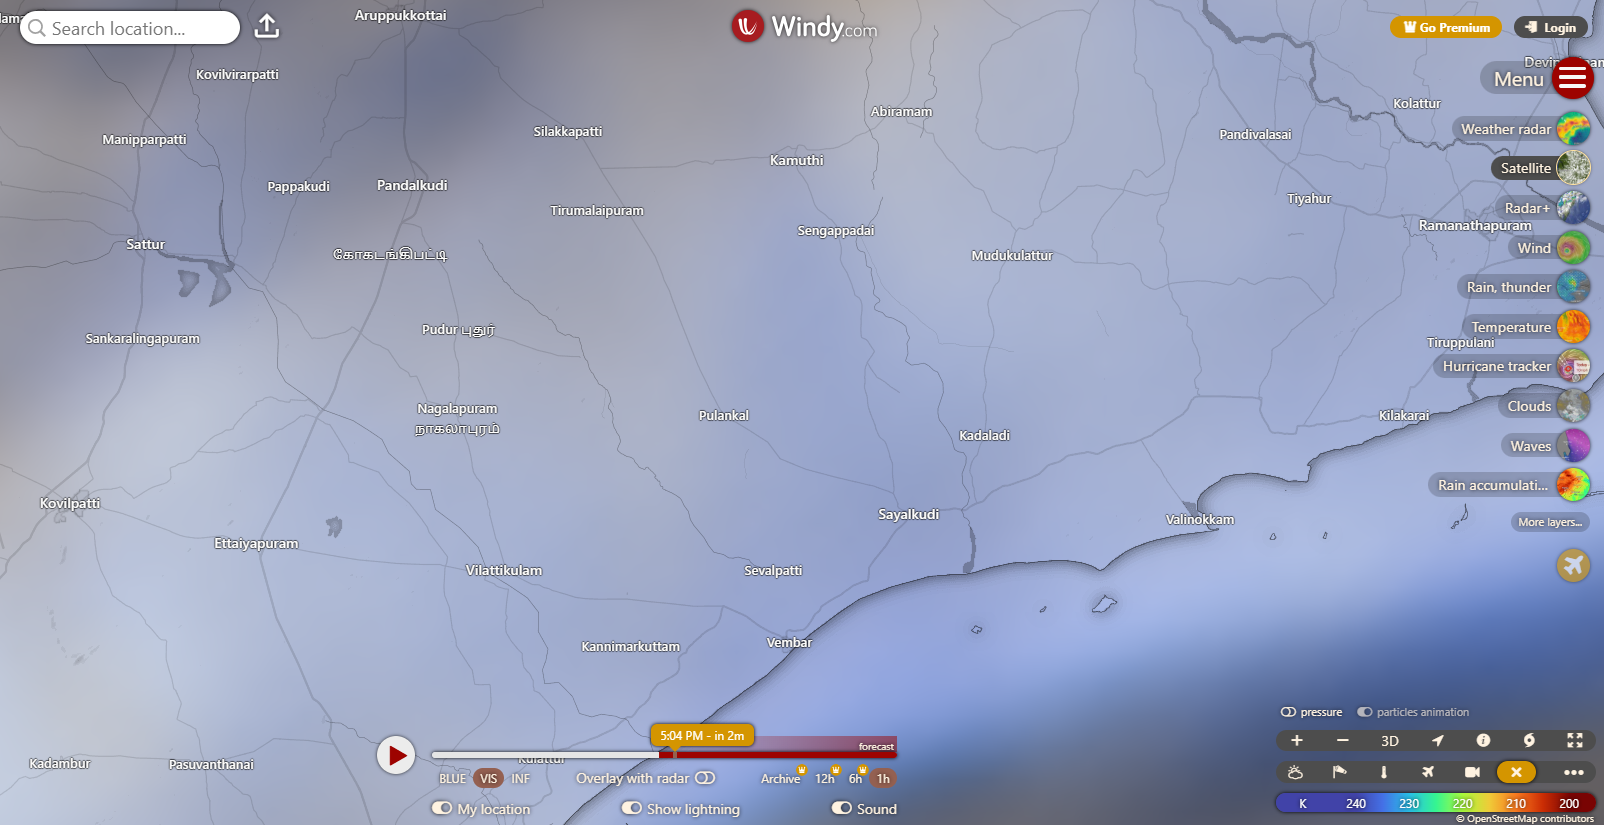 Search location...
Aruppukkottai
Windy.com
Go Premium
Login
Kovilvirarpatti
Menu
Abiramam
Kolattur
Manipparpatti
Silakkapatti
Pandivalasai
Weather radar
Kamuthi
Satellite
Pappakudi
Pandalkudi
Tiyahur
Tirumalaipuram
Radar+
Ramanathapuram
Sengappadai
Sattur
Wind
கோகடங்கிபட்டி
Mudukulattur
Rain, thunder
Pudur புதூர்
Temperature
Sankaralingapuram
Tiruppulani
Hurricane tracker
Nagalapuram
நாகலாபுரம்
Clouds
Pulankal
Kilakarai
Kadaladi
Waves
Rain accumulati...
Kovilpatti
Sayalkudi
Valinokkam
More layers...
Ettaiyapuram
Vilattikulam
Sevalpatti
Kannimarkuttam
Vembar
pressure
particles animation
5:04 PM - in 2m
forecast
3D
Kadambur
Pasuvanthanai
Kulattur
BLUE VIS INF
Overlay with radar
Archive 12h 6h 1h
My location
Show lightning
Sound
K 240 230 220 210 200
© OpenStreetMap contributors